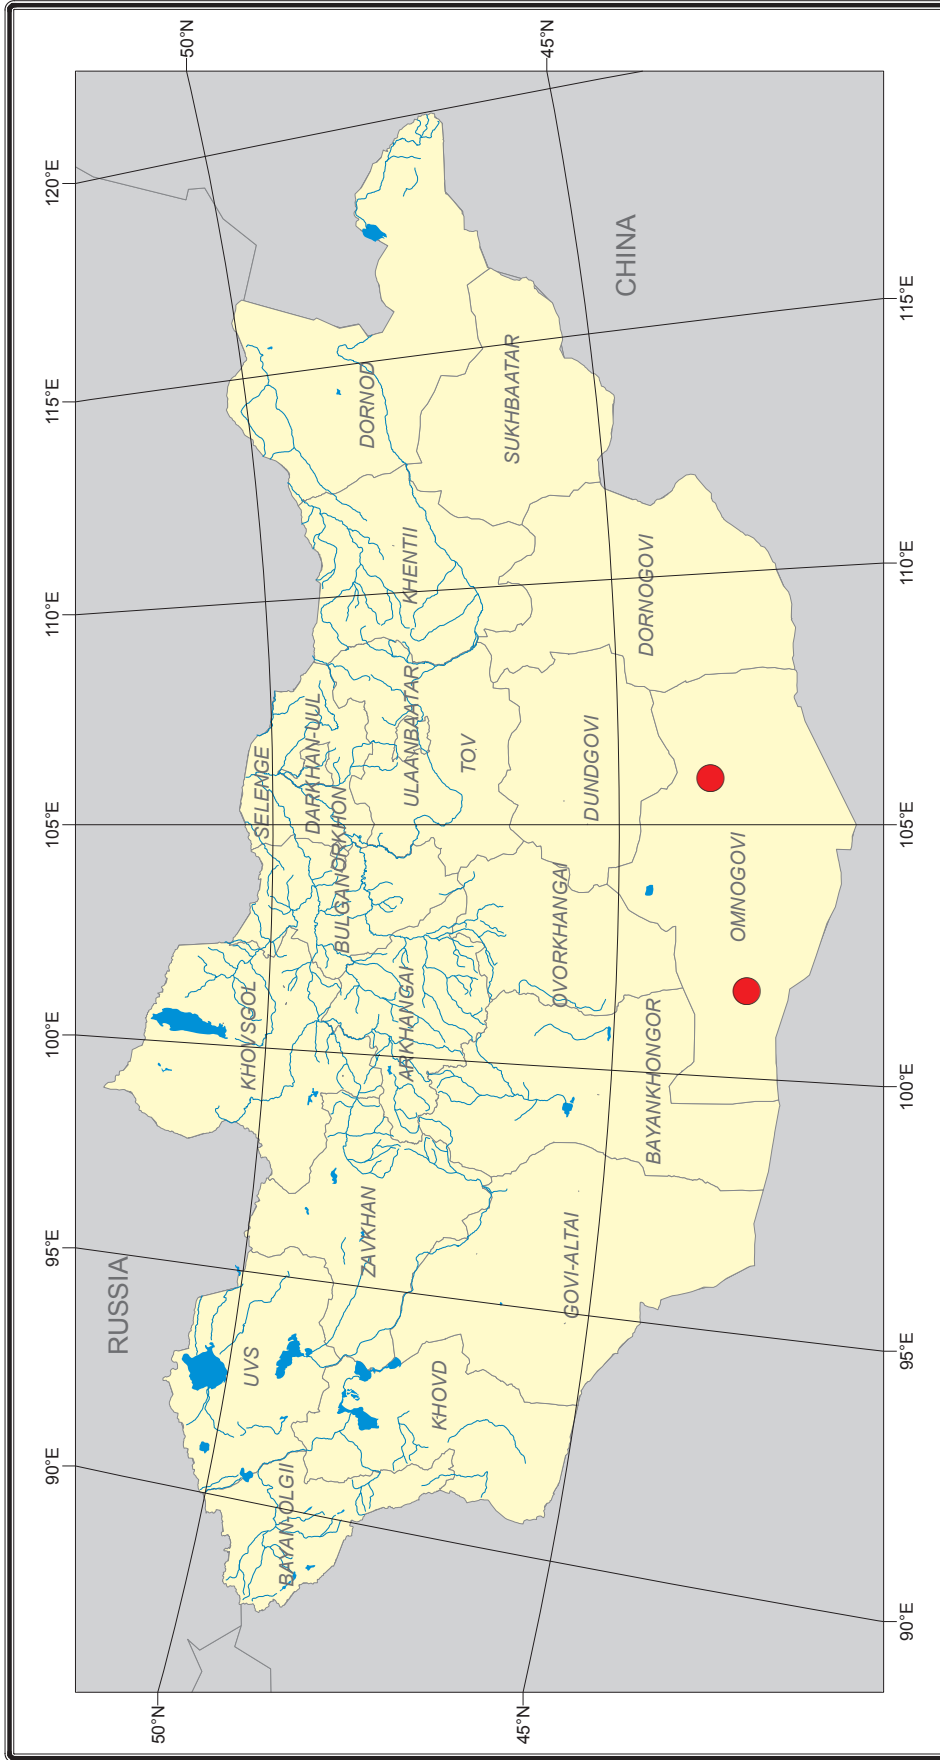 90°E
95°E
100°E
105°E
110°E
115°E
120°E
50°N
50°N
RUSSIA
UVS
BAYAN-OLGII
KHOVSGOL
SELENGE
DARKHAN-UUL
BULGAN
ORKHON
ZAVKHAN
ARKHANGAI
ULAANBAATAR
KHENTII
DORNOD
KHOVD
TOV
SUKHBAATAR
GOVI-ALTAI
OVORKHANGAI
DUNDGOVI
CHINA
BAYANKHONGOR
DORNOGOVI
OMNOGOVI
45°N
45°N
90°E
95°E
100°E
105°E
110°E
115°E